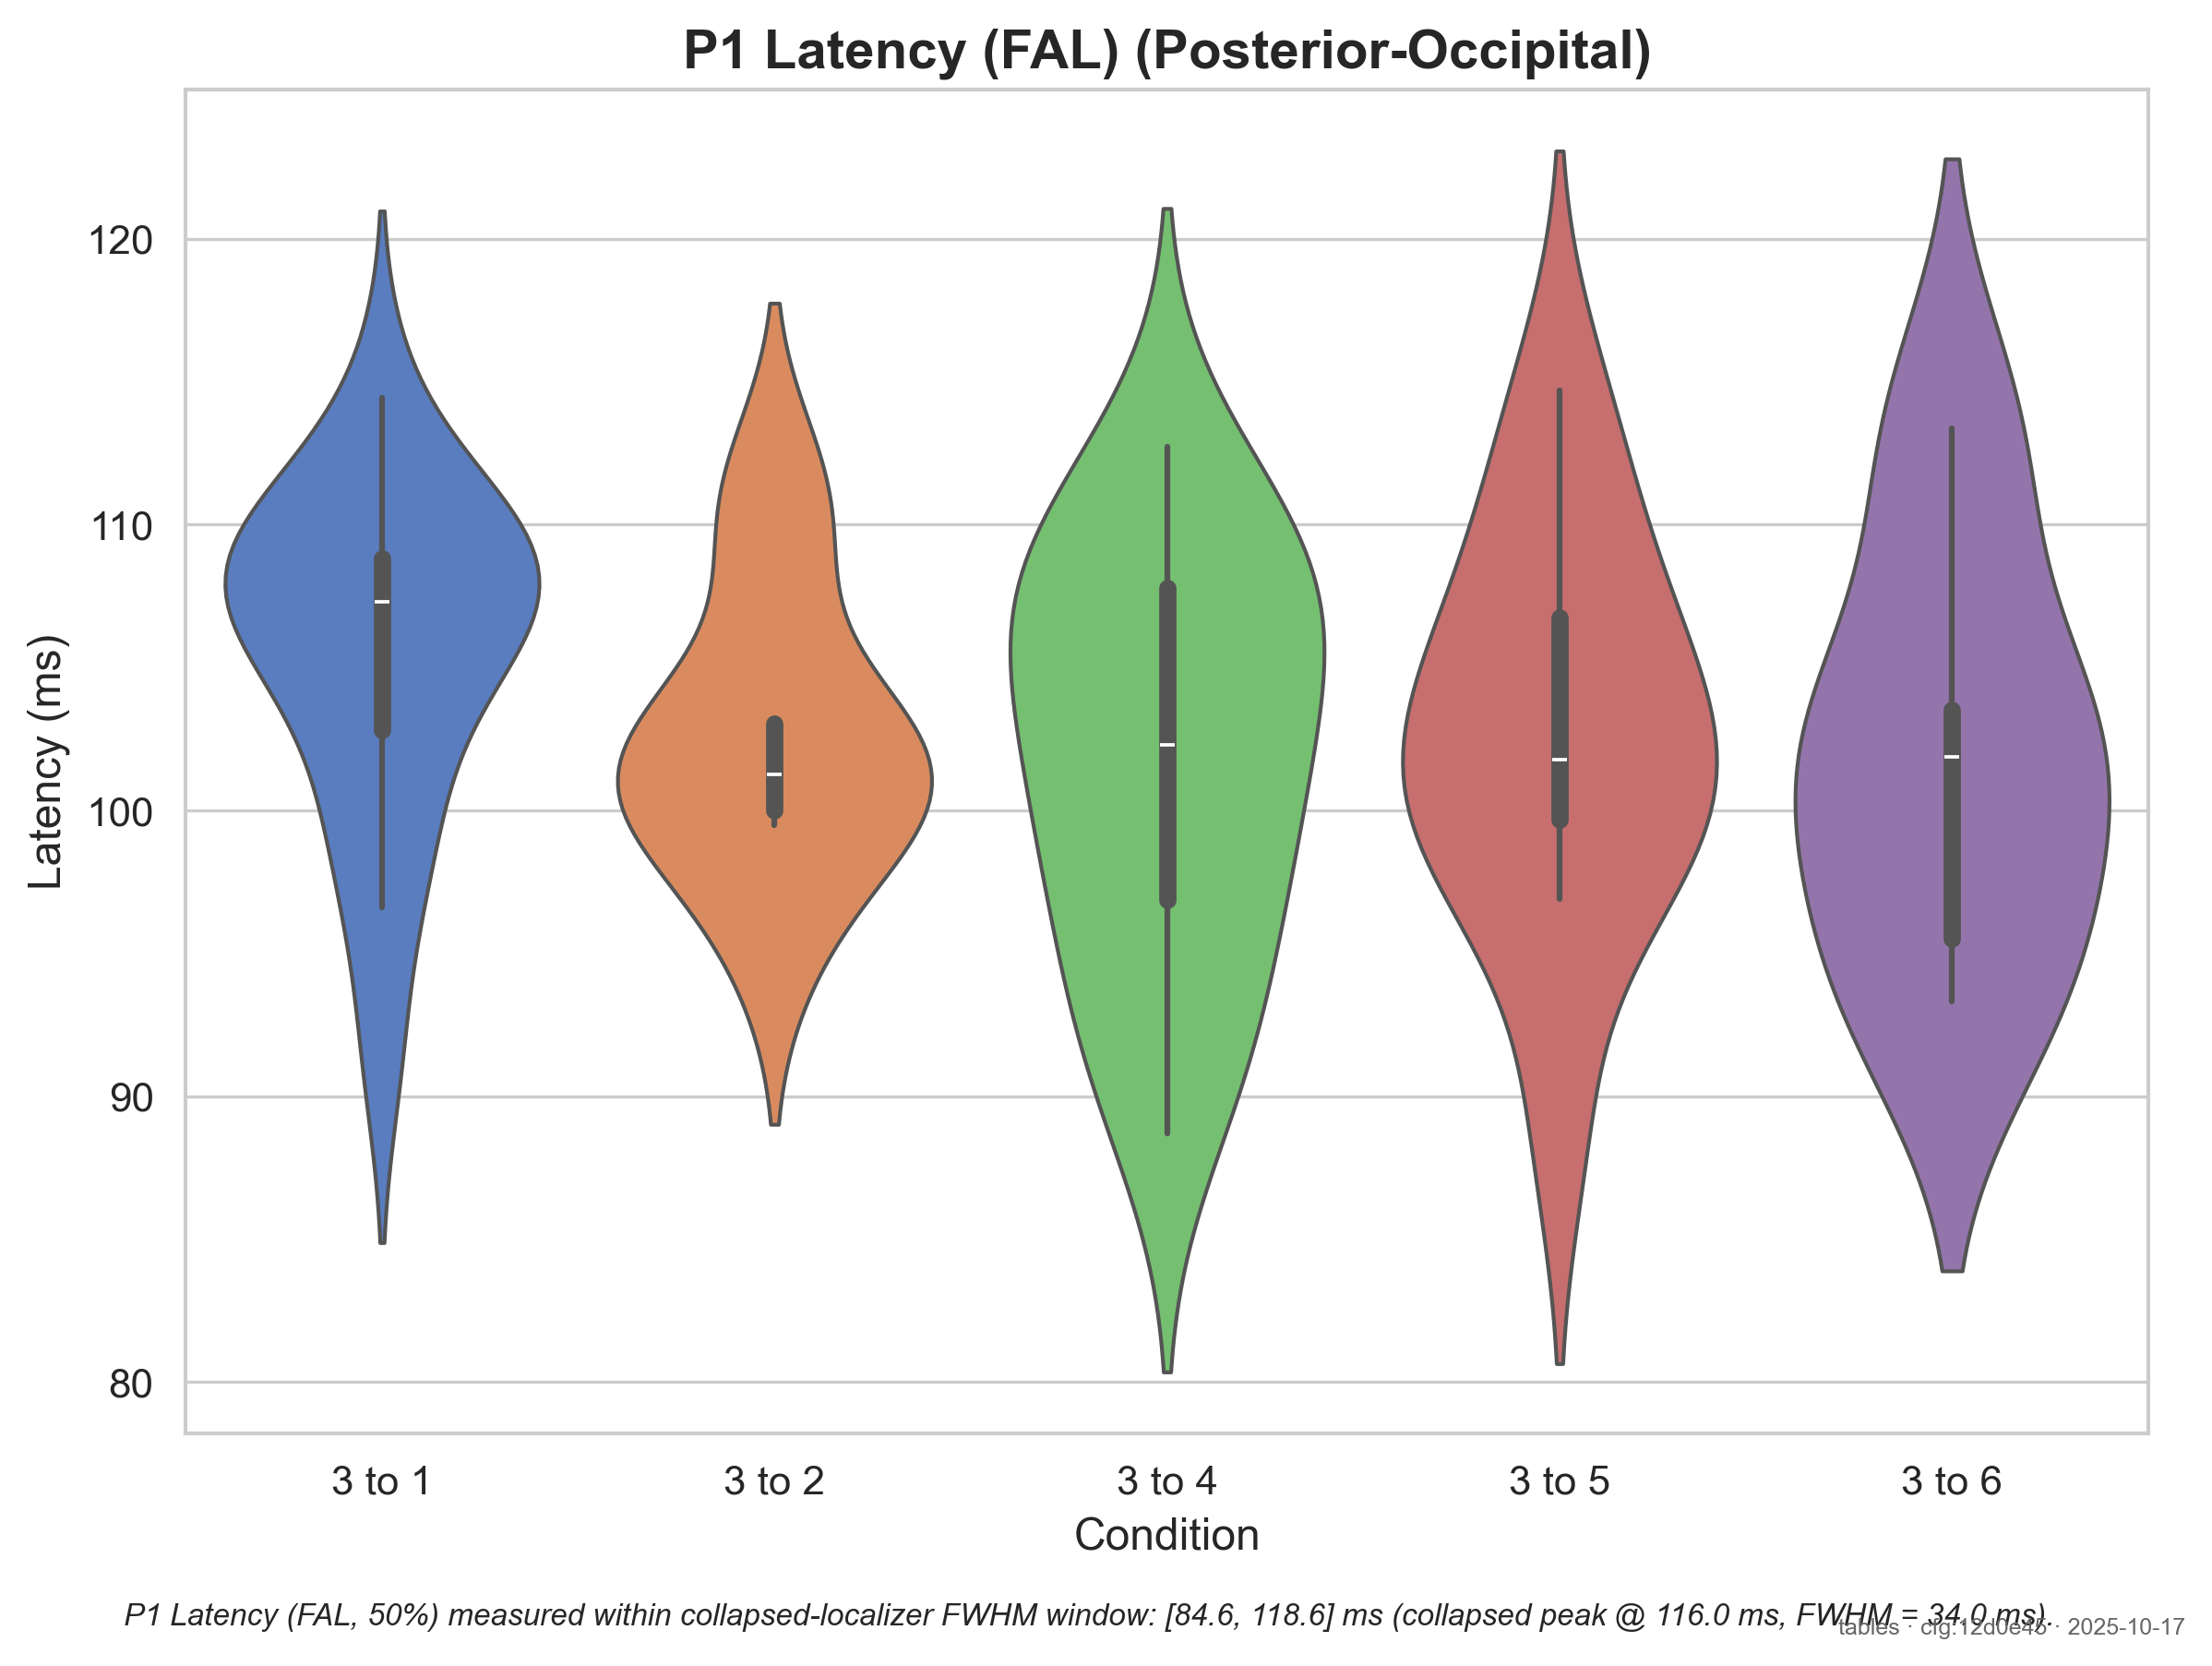 P1 Latency (FAL) (Posterior-Occipital)
Latency (ms)
120
110
100
90
80
3 to 1 3 to 2 3 to 4 3 to 5 3 to 6
Condition
P1 Latency (FAL, 50%) measured within collapsed-localizer FWHM window: [84.6, 118.6] ms (collapsed peak @ 116.0 ms, FWHM = 34.0 ms).
tables · cfg:12d0e45 · 2025-10-17